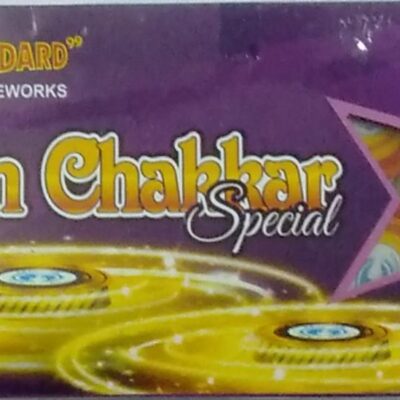 DARD"
EWORKS
n Chakkar
Special